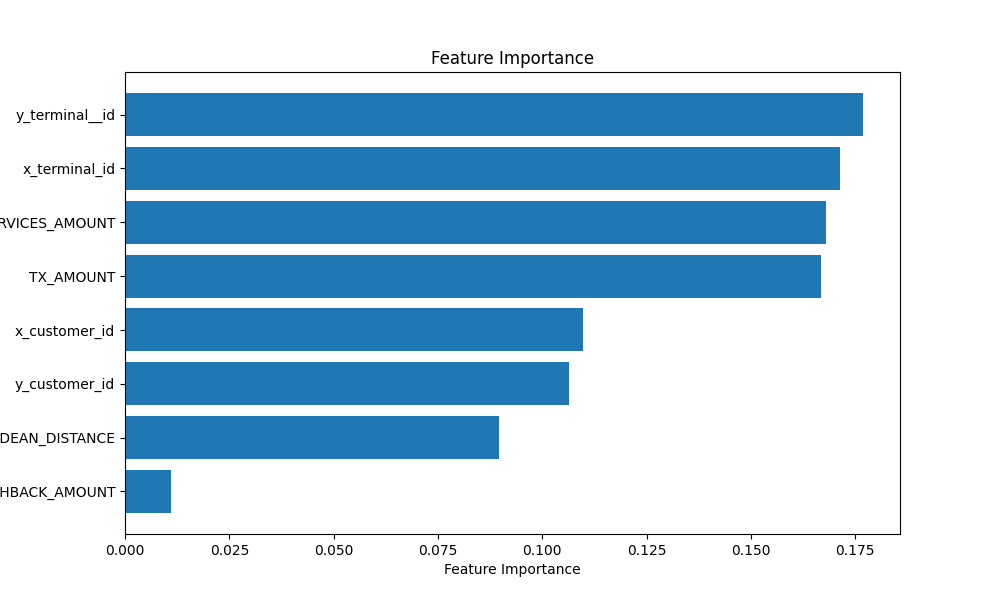 Feature Importance
y_terminal__id
x_terminal_id
RVICES_AMOUNT
TX_AMOUNT
x_customer_id
y_customer_id
DEAN_DISTANCE
HBACK_AMOUNT
0.000 0.025 0.050 0.075 0.100 0.125 0.150 0.175
Feature Importance